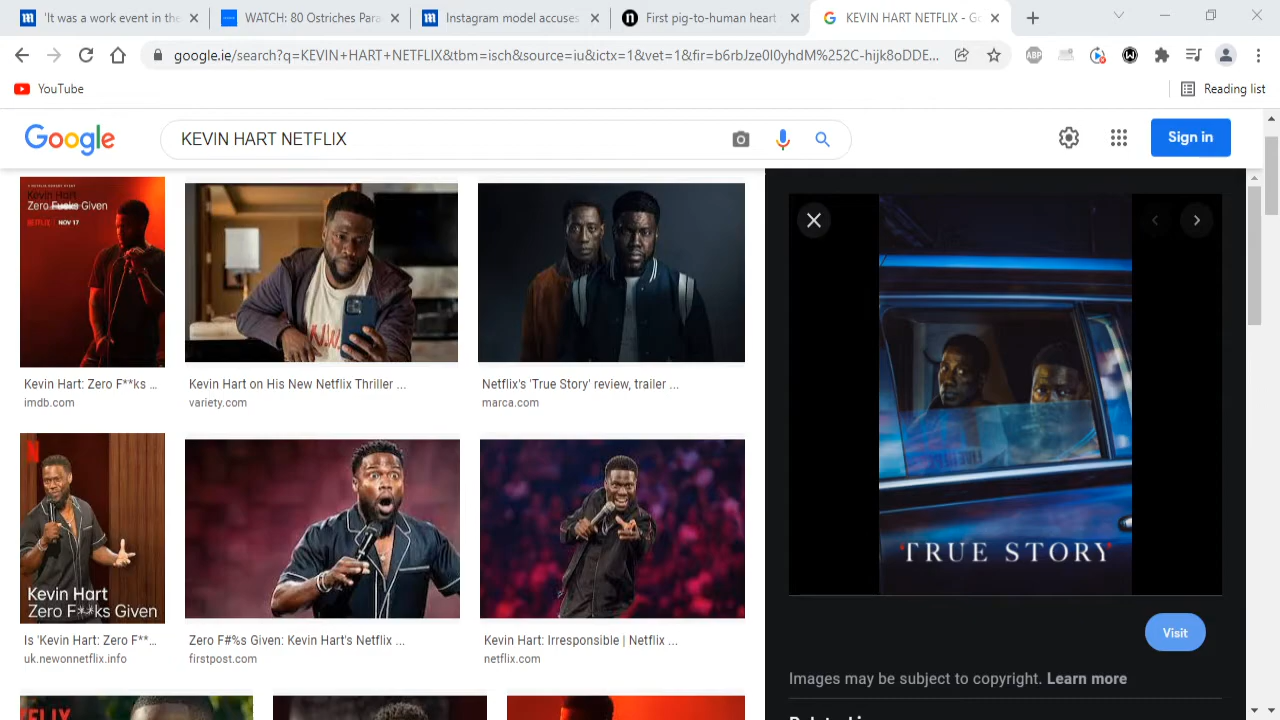 'It was a work event in the
WATCH: 80 Ostriches Para
Instagram model accuses
First pig-to-human heart
KEVIN HART NETFLIX - G
google.ie/search?q=KEVIN+HART+NETFLIX&tbm=isch&source=iu&ictx=1&vet=1&fir=b6rbJze0I0yhdM%252C-hijk8oDDE...
ABP
YouTube
Reading list
Google
KEVIN HART NETFLIX
Sign in
Kevin Hart
Zero Fucks Given
NETFLIX | NOV 17
Kevin Hart: Zero F**ks ...
imdb.com
Kevin Hart on His New Netflix Thriller ...
variety.com
Netflix's 'True Story' review, trailer ...
marca.com
TRUE STORY
Kevin Hart
Zero F**ks Given
Is 'Kevin Hart: Zero F**...
uk.newonnetflix.info
Zero F#%s Given: Kevin Hart's Netflix ...
firstpost.com
Kevin Hart: Irresponsible | Netflix ...
netflix.com
Visit
Images may be subject to copyright. Learn more